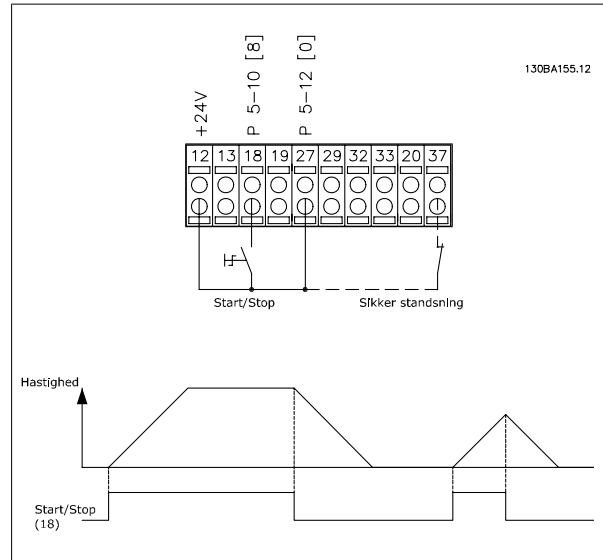 130BA155.12
+24V
P 5-10 [8]
P 5-12 [0]
12 13 18 19 27 29 32 33 20 37
Start/Stop
Sikker standsning
Hastighed
Start/Stop
(18)